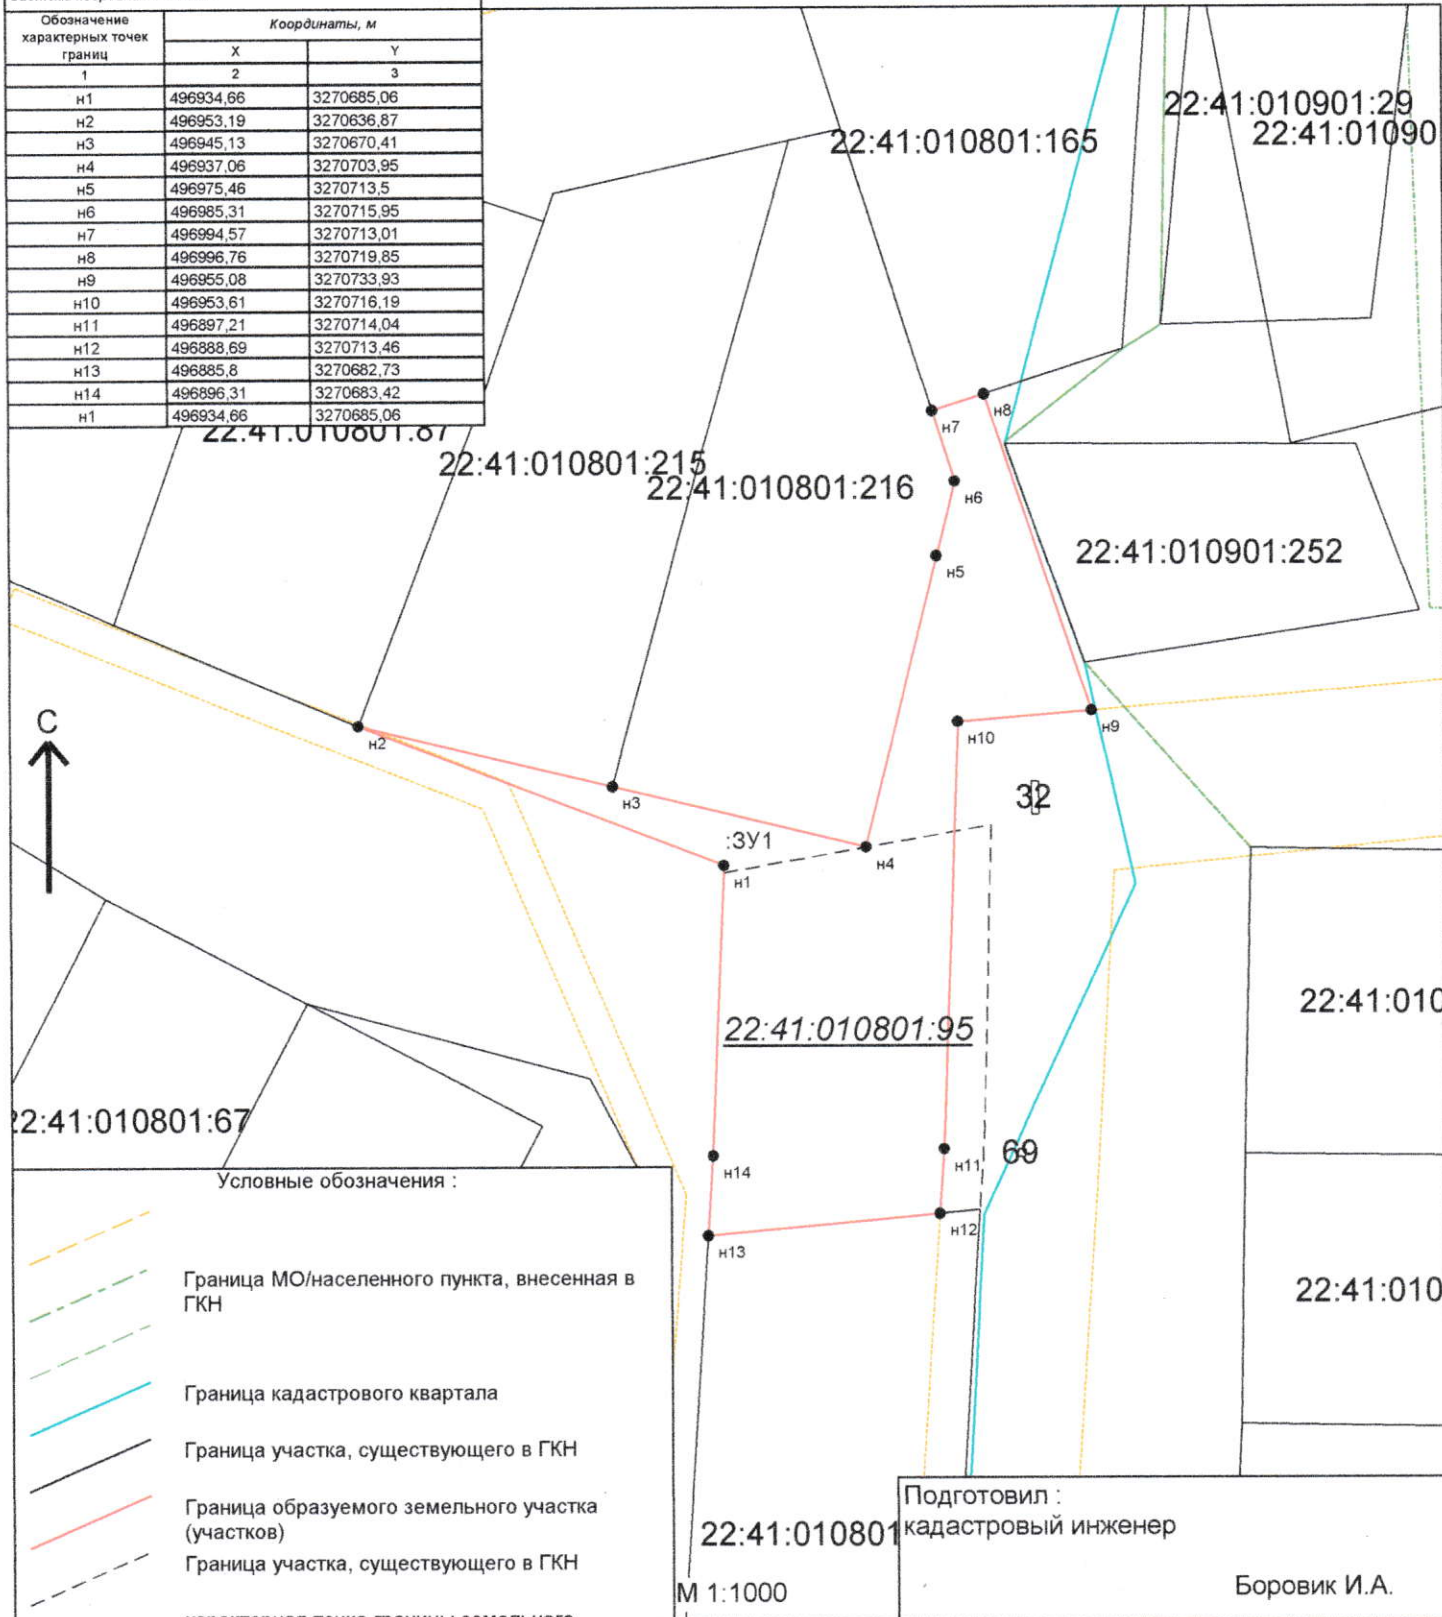 Обозначение
характерных точек
границ
Координаты, м
X Y
1 2 3
н1 496934,66 3270685,06
н2 496953,19 3270636,87
н3 496945,13 3270670,41
н4 496937,06 3270703,95
н5 496975,46 3270713,5
н6 496985,31 3270715,95
н7 496994,57 3270713,01
н8 496996,76 3270719,85
н9 496955,08 3270733,93
н10 496953,61 3270716,19
н11 496897,21 3270714,04
н12 496888,69 3270713,46
н13 496885,8 3270682,73
н14 496896,31 3270683,42
н1 496934,66 3270685,06
22:41:010901:29
22:41:01090
22:41:010801:165
22:41:010801:87
22:41:010801:215
22:41:010801:216
22:41:010901:252
н8
н7
н6
н5
н9
н10
С
н2
н3
32
:ЗУ1
н4
н1
22:41:010
22:41:010801:95
22:41:010801:67
н14
н11
69
н12
н13
22:41:010
Условные обозначения :
Граница МО/населенного пункта, внесенная в
ГКН
Граница кадастрового квартала
Граница участка, существующего в ГКН
Граница образуемого земельного участка
(участков)
Граница участка, существующего в ГКН
22:41:010801
М 1:1000
Подготовил :
кадастровый инженер
Боровик И.А.